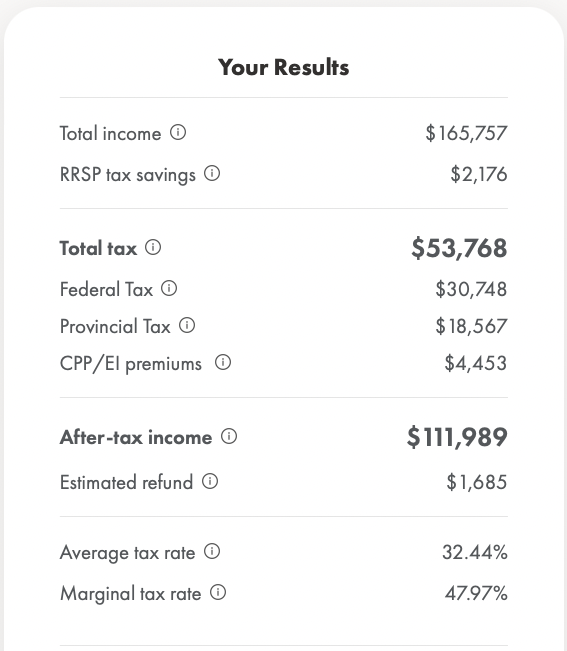 Your Results
Total income $165,757
RRSP tax savings $2,176
Total tax $53,768
Federal Tax $30,748
Provincial Tax $18,567
CPP/EI premiums $4,453
After-tax income $111,989
Estimated refund $1,685
Average tax rate 32.44%
Marginal tax rate 47.97%